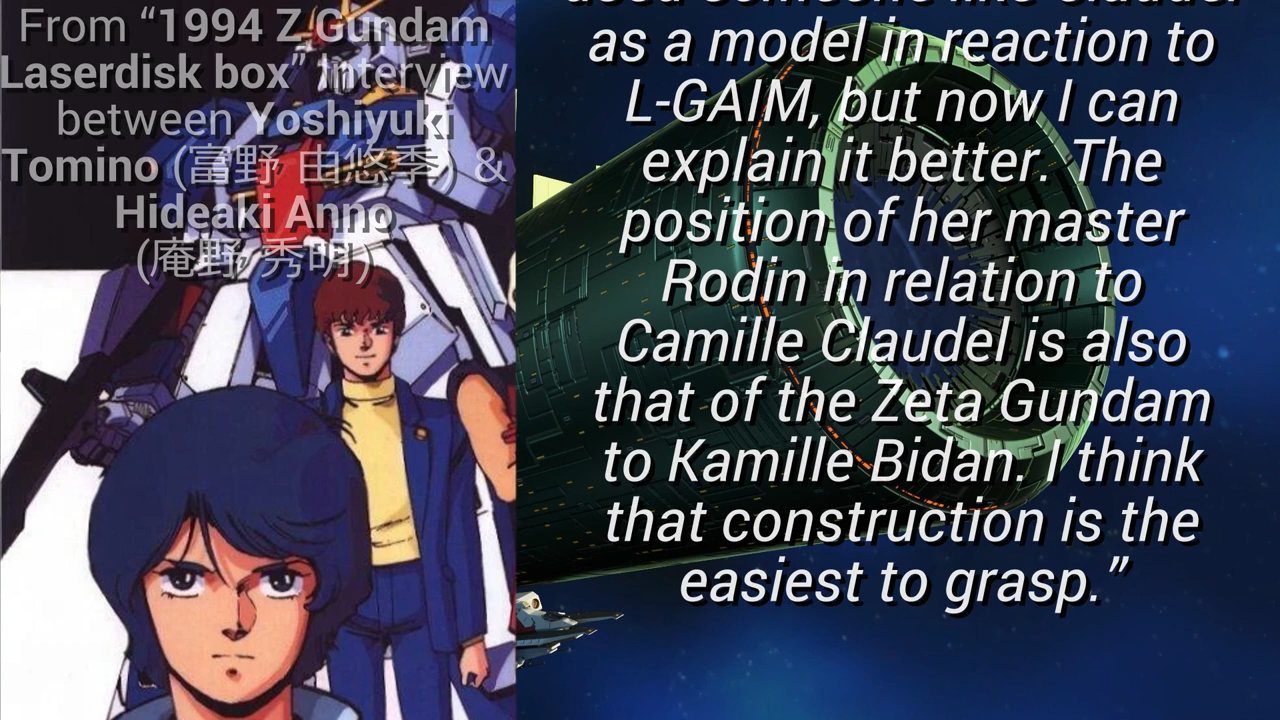 From “1994 Z Gundam
Laserdisk box” interview
between Yoshiyuki
Tomino (富野 由悠季) &
Hideaki Anno
(庵野 秀明)
as a model in reaction to
L-GAIM, but now I can
explain it better. The
position of her master
Rodin in relation to
Camille Claudel is also
that of the Zeta Gundam
to Kamille Bidan. I think
that construction is the
easiest to grasp.”